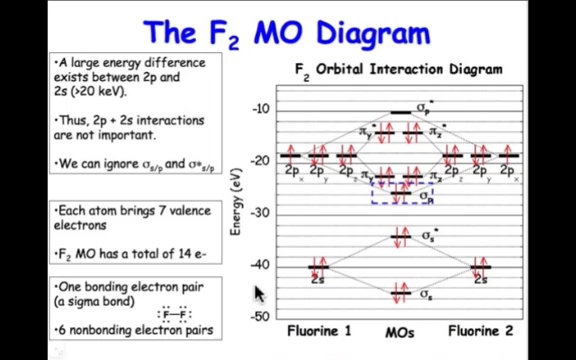 The F2 MO Diagram
•A large energy difference
exists between 2p and
2s (>20 keV).
•Thus, 2p + 2s interactions
are not important.
•We can ignore σs/p and σ*s/p
•Each atom brings 7 valence
electrons
•F2 MO has a total of 14 e-
•One bonding electron pair
(a sigma bond)
:F—F:
•6 nonbonding electron pairs
F2 Orbital Interaction Diagram
Energy (eV)
-10
-20
-30
-40
-50
σp*
πy* πz*
2px 2py 2pz
2pz 2py 2px
πy πz
σp
σs*
2s 2s
σs
Fluorine 1 MOs Fluorine 2